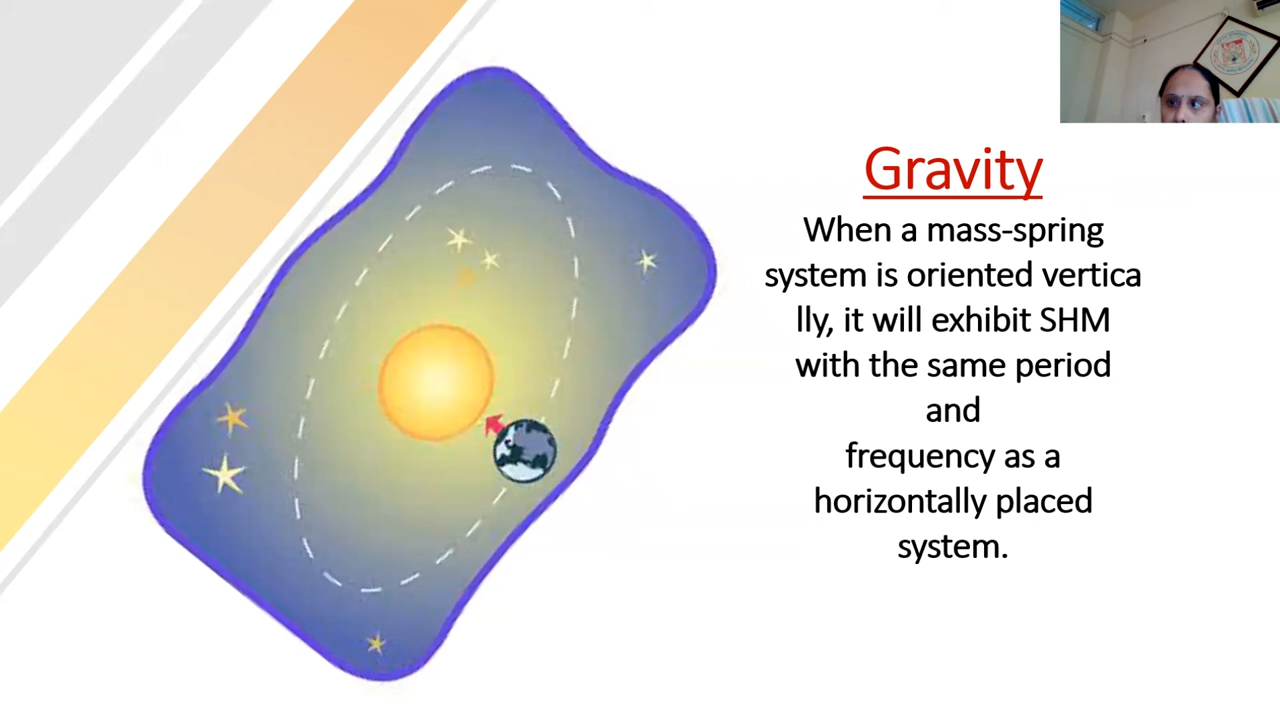 Gravity
When a mass-spring
system is oriented vertica
lly, it will exhibit SHM
with the same period
and
frequency as a
horizontally placed
system.